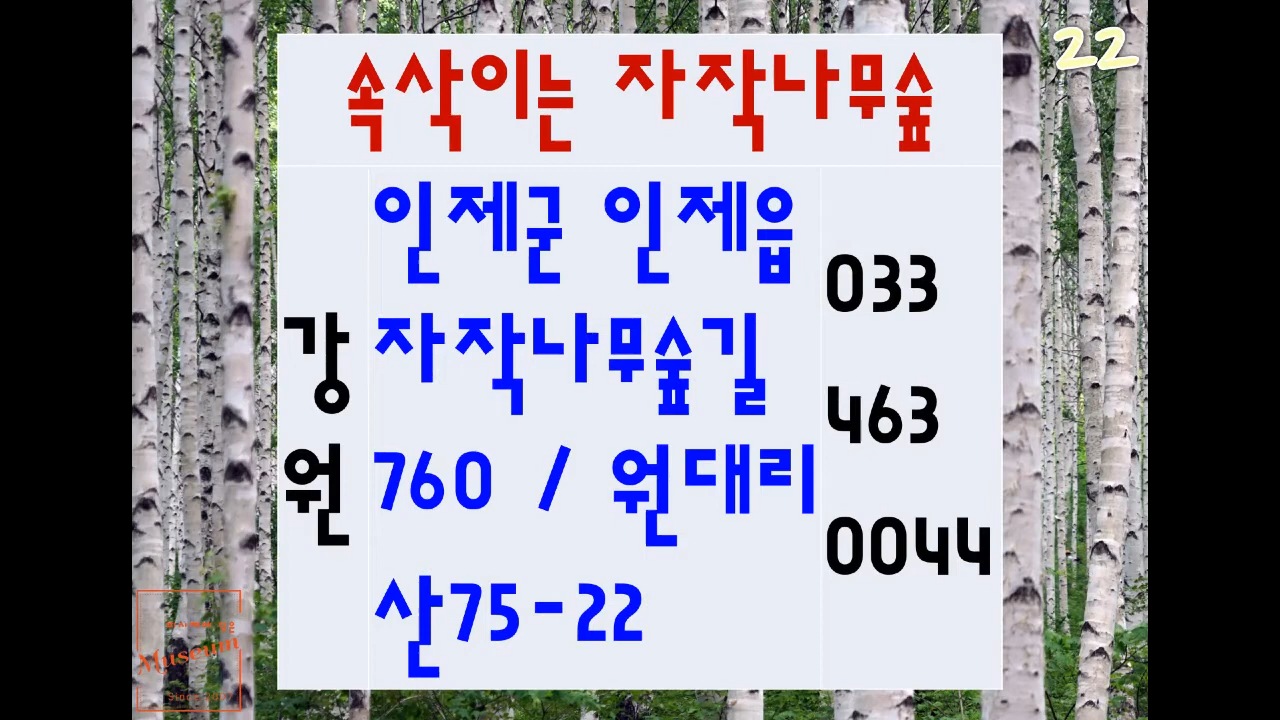 22
속삭이는 자작나무숲
강
원
인제군 인제읍
자작나무숲길
760 / 원대리
산75-22
033
463
0044
Museum